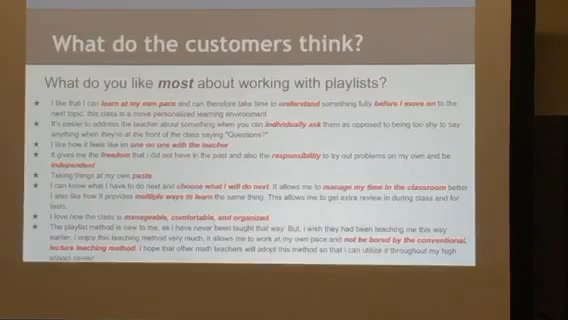 What do the customers think?
What do you like most about working with playlists?
★ I like that I can learn at my own pace and can therefore take time to understand something fully before I move on to the
next topic; this class is a move personalized learning environment
★ It's easier to address the teacher about something when you can individually ask them as opposed to being too shy to say
anything when they're at the front of the class saying "Questions?"
★ I like how it feels like im one on one with the teacher
★ It gives me the freedom that i did not have in the past and also the responsibility to try out problems on my own and be
independent
★ Taking things at my own paste
★ I can know what I have to do next and choose what I will do next. It allows me to manage my time in the classroom better
I also like how it provides multiple ways to learn the same thing. This allows me to get extra review in during class and for
tests.
★ I love how the class is manageable, comfortable, and organized
★ The playlist method is new to me, as i have never been taught that way. But, i wish they had been teaching me this way
earlier. I enjoy this teaching method very much, it allows me to work at my own pace and not be bored by the conventional,
lecture teaching method. I hope that other math teachers will adopt this method so that i can utilize it throughout my high
school career!